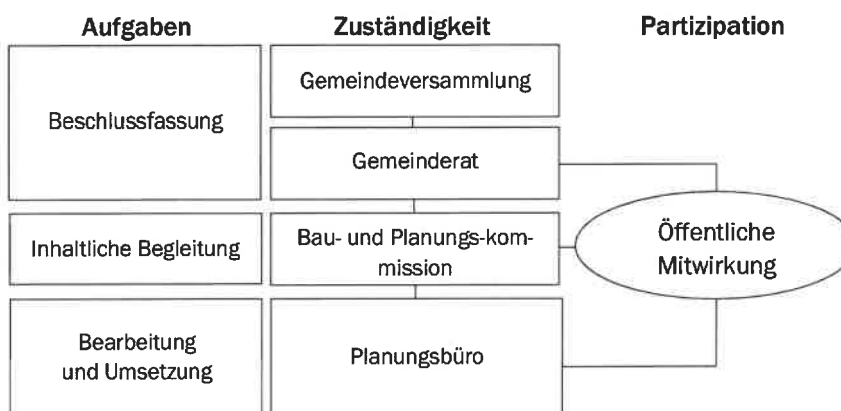 Aufgaben
Zuständigkeit
Partizipation
Beschlussfassung
Gemeindeversammlung
Gemeinderat
Inhaltliche Begleitung
Bau- und Planungs-kom-
mission
Öffentliche
Mitwirkung
Bearbeitung
und Umsetzung
Planungsbüro